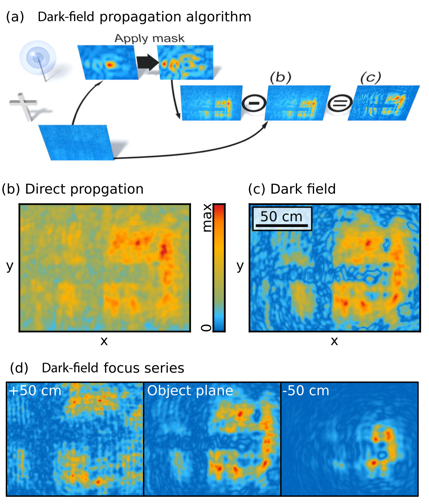 (a) Dark-field propagation algorithm
Apply mask
(b)
(c)
(b) Direct propgation
(c) Dark field
max
0
50 cm
y
x
y
x
(d) Dark-field focus series
+50 cm
Object plane
-50 cm